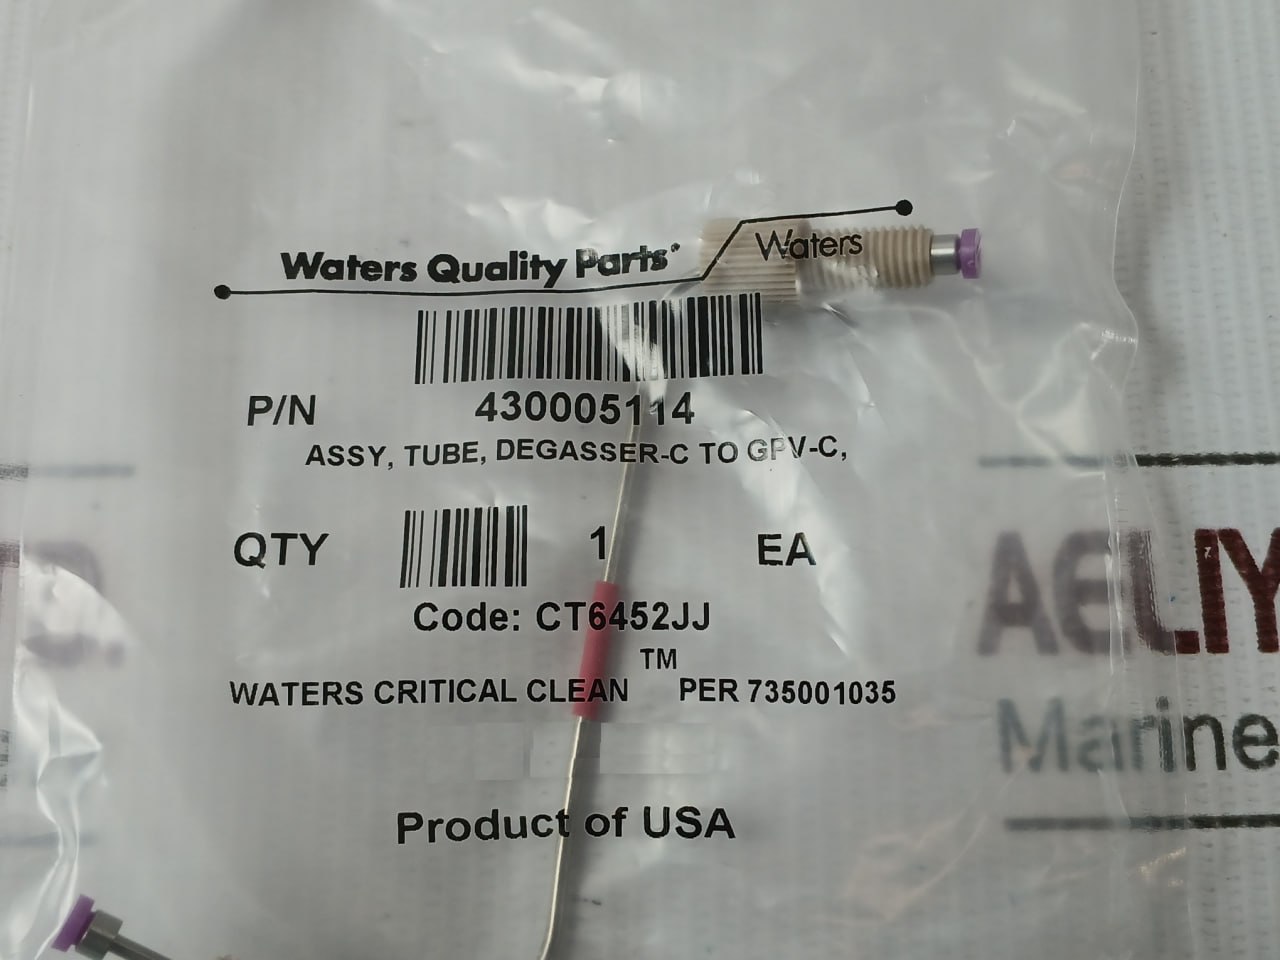 Waters Quality Parts
Waters
P/N 430005114
ASSY, TUBE, DEGASSER-C TO GPV-C,
QTY 1 EA
Code: CT6452JJ
WATERS CRITICAL CLEAN TM PER 735001035
Product of USA
AELIY
Marine